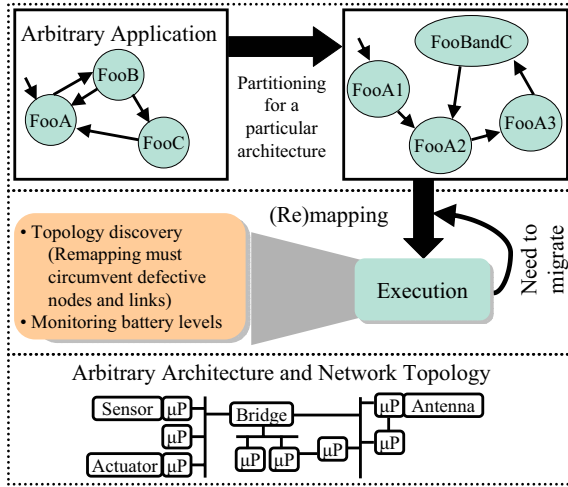 Arbitrary Application
FooB
FooA
FooC
Partitioning
for a
particular
architecture
FooBandC
FooA1
FooA2
FooA3
(Re)mapping
• Topology discovery
(Remapping must
circumvent defective
nodes and links)
• Monitoring battery levels
Execution
Need to
migrate
Arbitrary Architecture and Network Topology
Sensor µP
Bridge
µP Antenna
µP
µP µP
µP
µP
Actuator µP